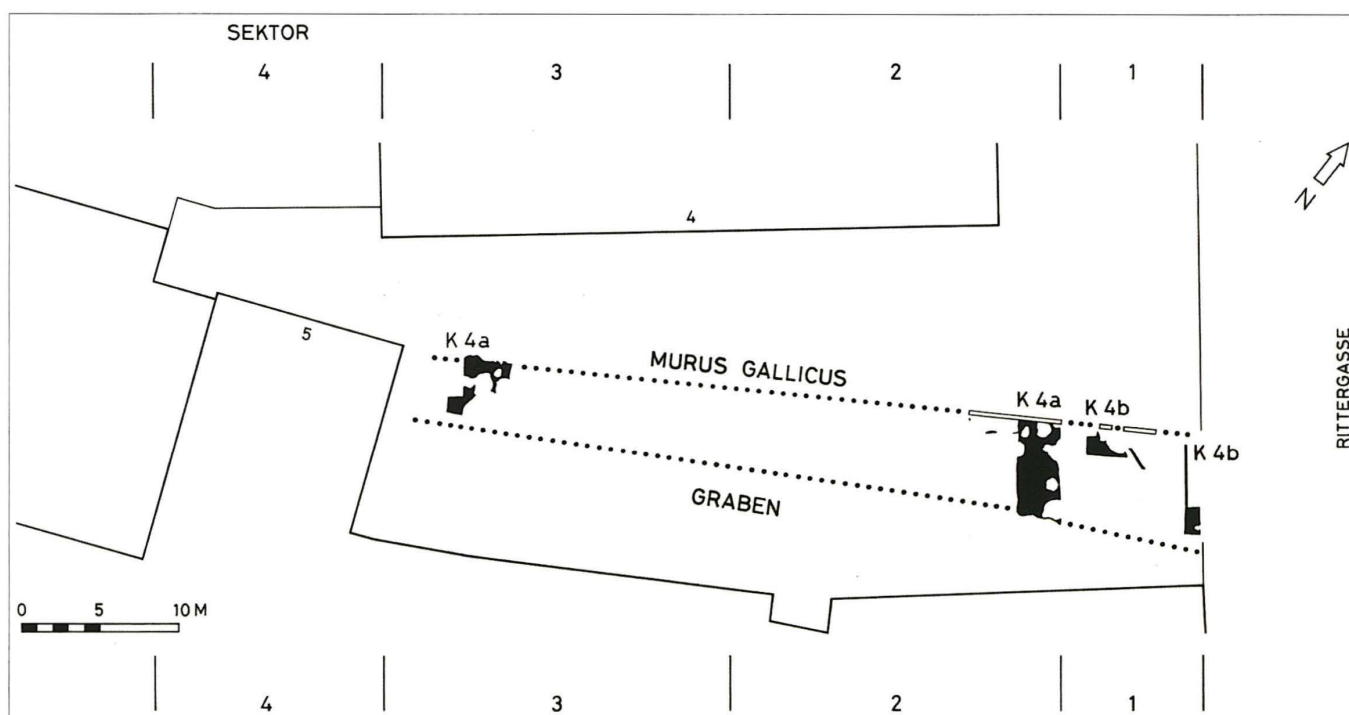 SEKTOR
4 3 2 1
N
4
5
K 4a
MURUS GALLICUS
K 4a K 4b
K 4b
RITTERGASSE
GRABEN
0 5 10 M
4 3 2 1